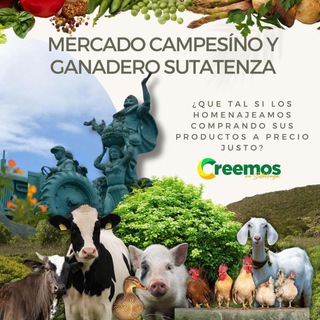 MERCADO CAMPESÍNO Y
GANADERO SUTATENZA
¿QUE TAL SI LOS
HOMENAJEAMOS
COMPRANDO SUS
PRODUCTOS A PRECIO
JUSTO?
Creemos